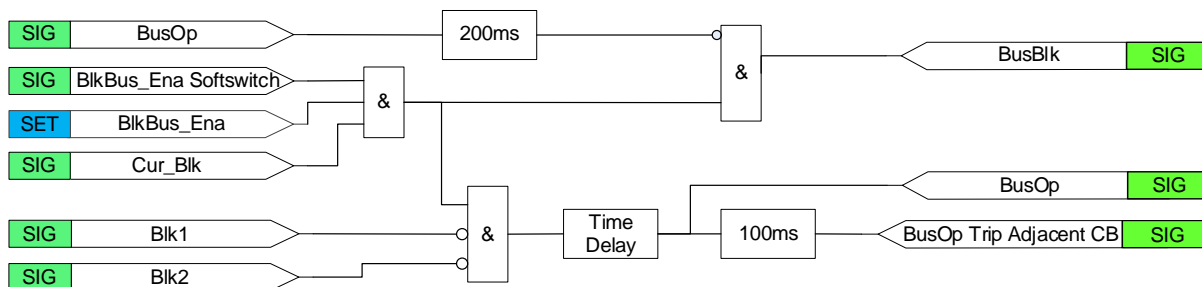 SIG BusOp 200ms
BusBlk SIG
&
SIG BlkBus_Ena Softswitch
&
SET BlkBus_Ena
SIG Cur_Blk
BusOp SIG
SIG Blk1
&
Time
Delay
100ms
BusOp Trip Adjacent CB SIG
SIG Blk2